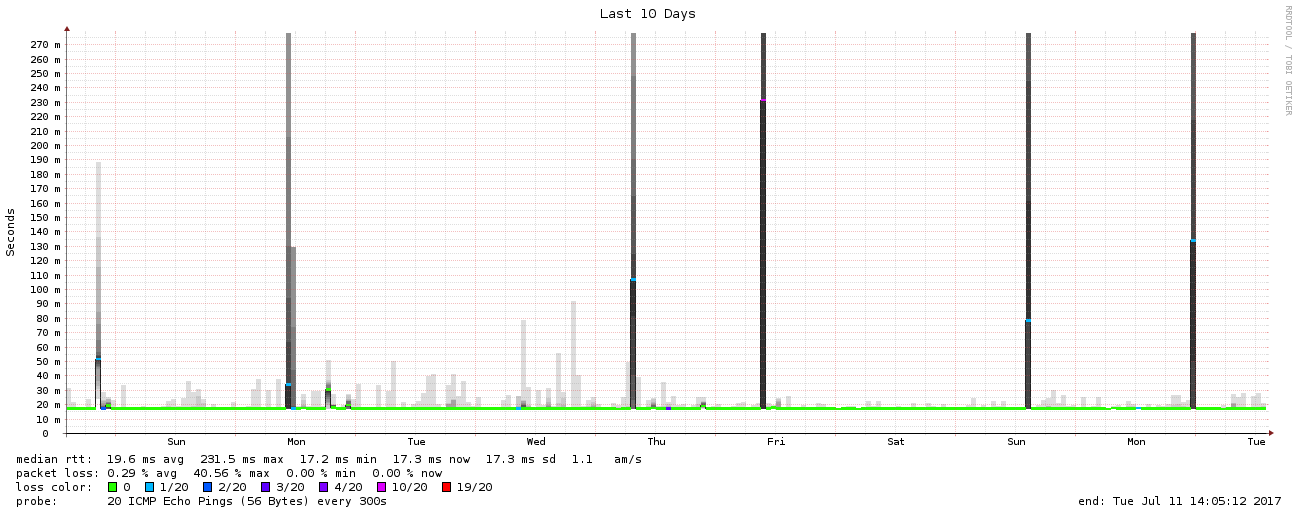 Last 10 Days
RRDTOOL / TOBI OETIKER
Seconds
270 m
260 m
250 m
240 m
230 m
220 m
210 m
200 m
190 m
180 m
170 m
160 m
150 m
140 m
130 m
120 m
110 m
100 m
90 m
80 m
70 m
60 m
50 m
40 m
30 m
20 m
10 m
0
Sun Mon Tue Wed Thu Fri Sat Sun Mon Tue
median rtt: 19.6 ms avg 231.5 ms max 17.2 ms min 17.3 ms now 17.3 ms sd 1.1 am/s
packet loss: 0.29 % avg 40.56 % max 0.00 % min 0.00 % now
loss color: 0 1/20 2/20 3/20 4/20 10/20 19/20
probe: 20 ICMP Echo Pings (56 Bytes) every 300s end: Tue Jul 11 14:05:12 2017